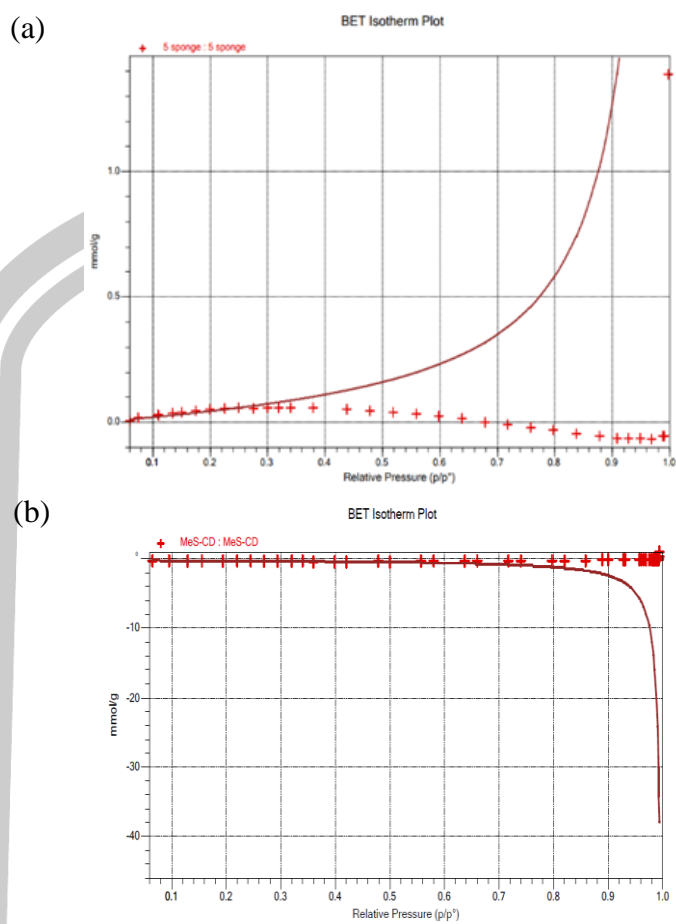 (a)
BET Isotherm Plot
+ 5 sponge : 5 sponge
mmol/g
1.0
0.5
0.0
0.1 0.2 0.3 0.4 0.5 0.6 0.7 0.8 0.9 1.0
Relative Pressure (p/p°)
(b)
BET Isotherm Plot
+ MeS-CD : MeS-CD
mmol/g
0
-10
-20
-30
-40
0.1 0.2 0.3 0.4 0.5 0.6 0.7 0.8 0.9 1.0
Relative Pressure (p/p°)